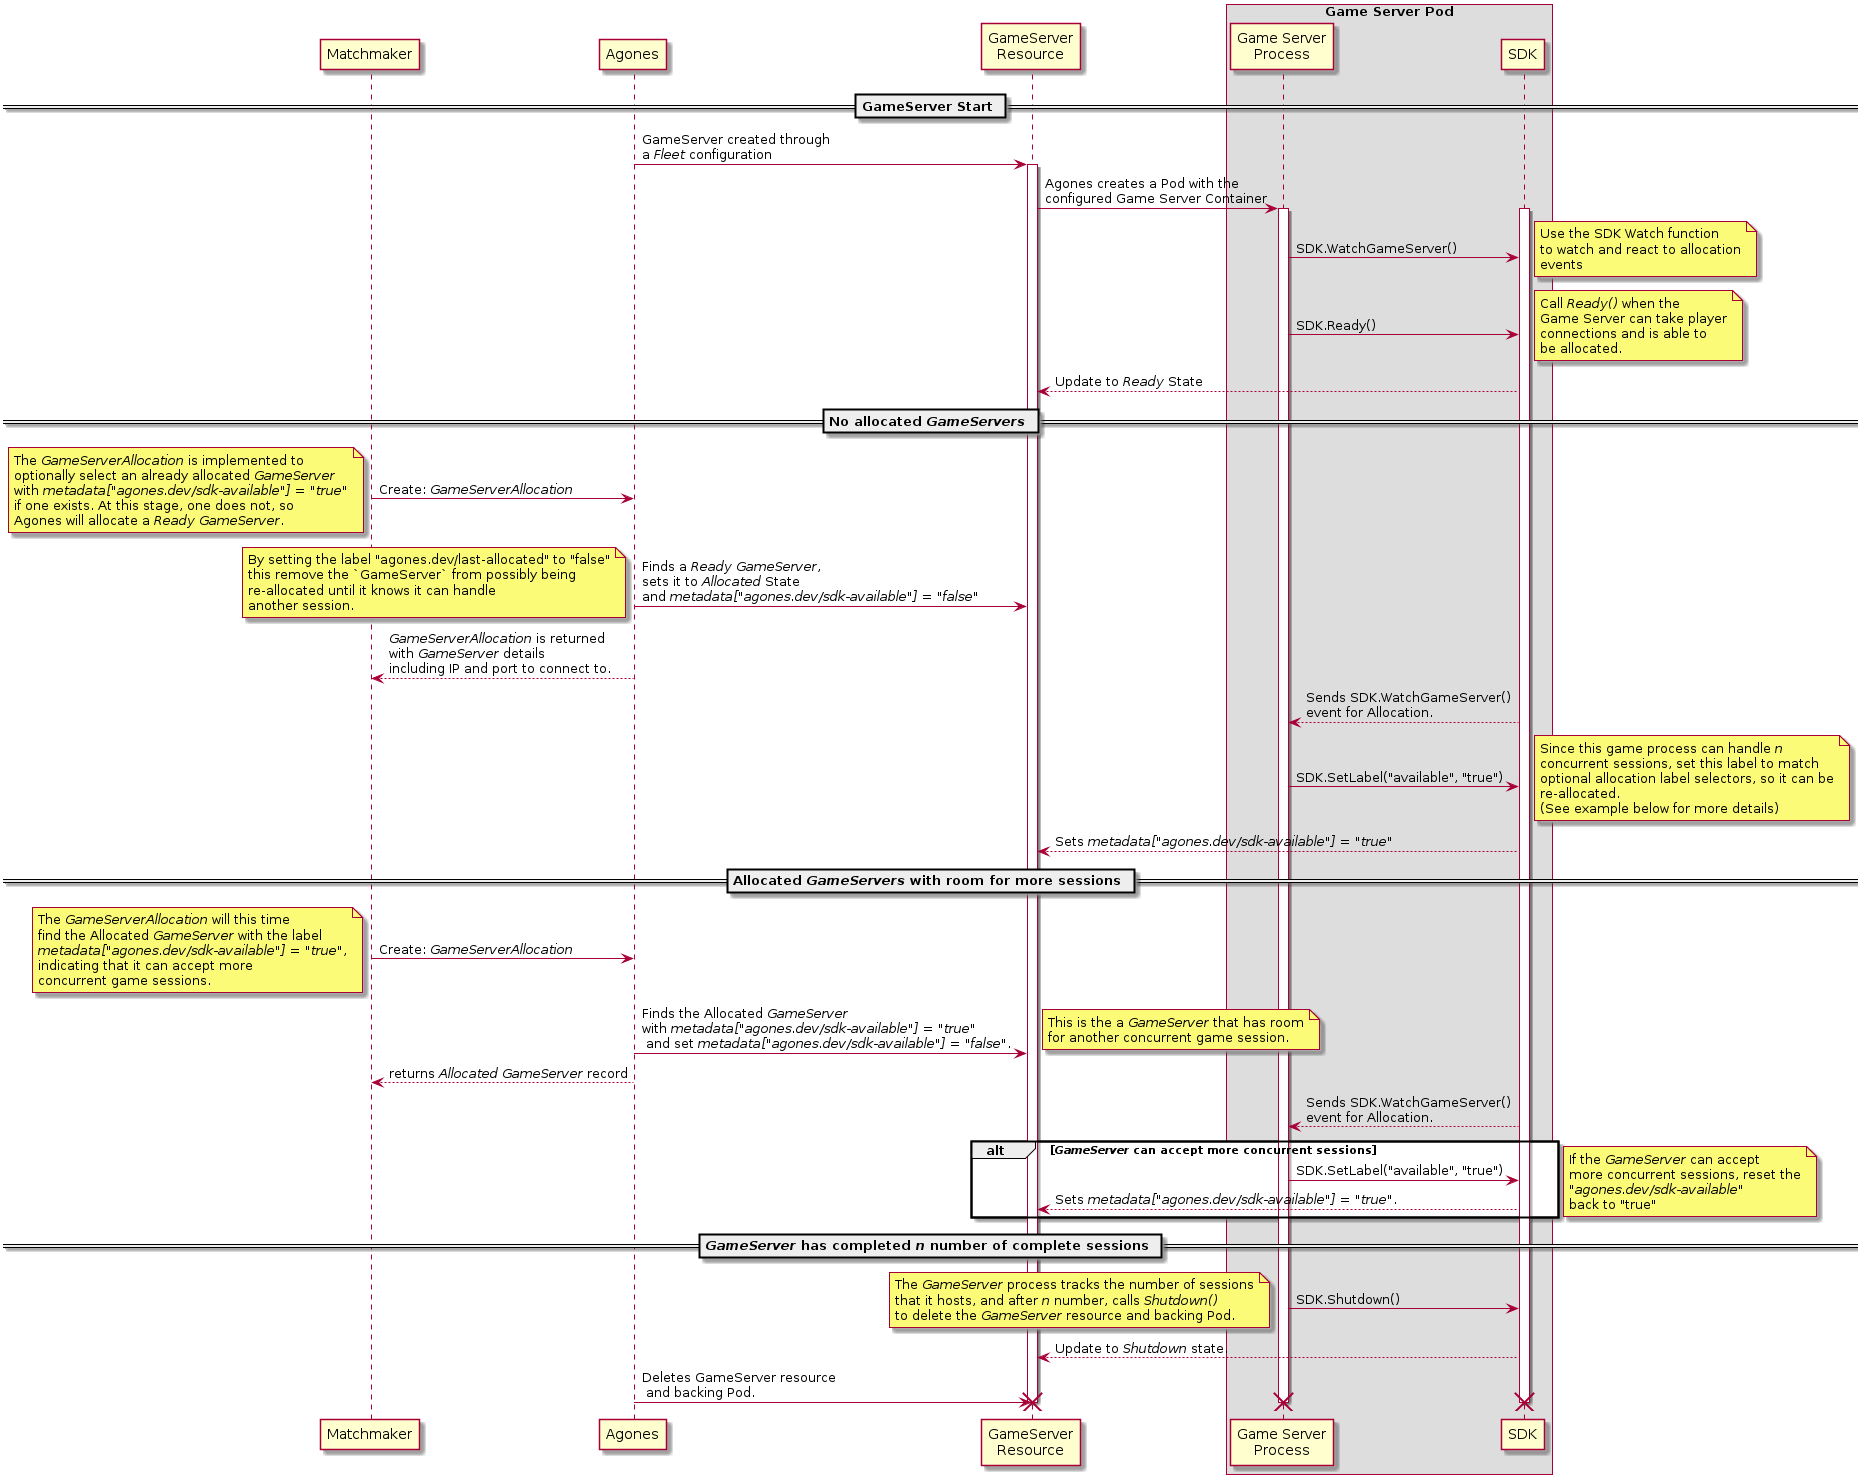 Game Server Pod
Matchmaker
Agones
GameServer
Resource
Game Server
Process
SDK
GameServer Start
GameServer created through
a Fleet configuration
Agones creates a Pod with the
configured Game Server Container
SDK.WatchGameServer()
Use the SDK Watch function
to watch and react to allocation
events
SDK.Ready()
Call Ready() when the
Game Server can take player
connections and is able to
be allocated.
Update to Ready State
No allocated GameServers
The GameServerAllocation is implemented to
optionally select an already allocated GameServer
with metadata["agones.dev/sdk-available"] = "true"
if one exists. At this stage, one does not, so
Agones will allocate a Ready GameServer.
Create: GameServerAllocation
By setting the label "agones.dev/last-allocated" to "false"
this remove the `GameServer` from possibly being
re-allocated until it knows it can handle
another session.
Finds a Ready GameServer,
sets it to Allocated State
and metadata["agones.dev/sdk-available"] = "false"
GameServerAllocation is returned
with GameServer details
including IP and port to connect to.
Sends SDK.WatchGameServer()
event for Allocation.
SDK.SetLabel("available", "true")
Since this game process can handle n
concurrent sessions, set this label to match
optional allocation label selectors, so it can be
re-allocated.
(See example below for more details)
Sets metadata["agones.dev/sdk-available"] = "true"
Allocated GameServers with room for more sessions
The GameServerAllocation will this time
find the Allocated GameServer with the label
metadata["agones.dev/sdk-available"] = "true",
indicating that it can accept more
concurrent game sessions.
Create: GameServerAllocation
Finds the Allocated GameServer
with metadata["agones.dev/sdk-available"] = "true"
and set metadata["agones.dev/sdk-available"] = "false".
This is the a GameServer that has room
for another concurrent game session.
returns Allocated GameServer record
Sends SDK.WatchGameServer()
event for Allocation.
alt
[GameServer can accept more concurrent sessions]
SDK.SetLabel("available", "true")
Sets metadata["agones.dev/sdk-available"] = "true".
If the GameServer can accept
more concurrent sessions, reset the
"agones.dev/sdk-available"
back to "true"
GameServer has completed n number of complete sessions
The GameServer process tracks the number of sessions
that it hosts, and after n number, calls Shutdown()
to delete the GameServer resource and backing Pod.
SDK.Shutdown()
Update to Shutdown state
Deletes GameServer resource
and backing Pod.
Matchmaker
Agones
GameServer
Resource
Game Server
Process
SDK